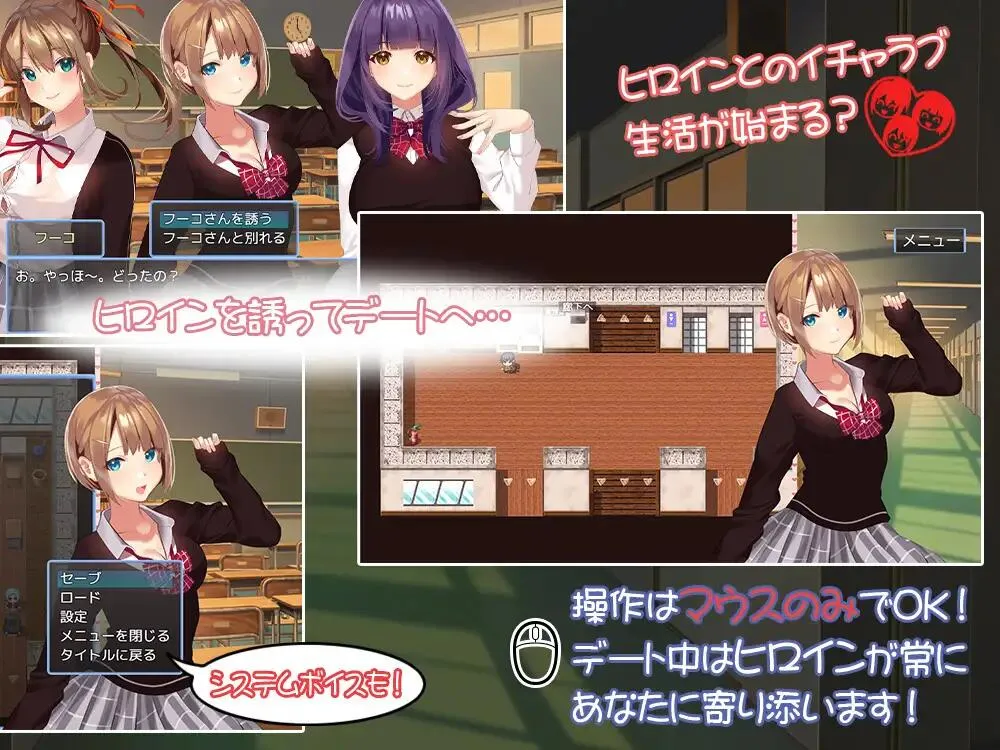 ヒロインとのイチャラブ
生活が始まる?
フーコさんを誘う
フーコさんと別れる
フーコ
お。やっほ～。どったの?
ヒロインを誘ってデートへ…
メニュー
廊下へ
セーブ
ロード
設定
メニューを閉じる
タイトルに戻る
システムボイスも!
操作はマウスのみでOK!
デート中はヒロインが常に
あなたに寄り添います!